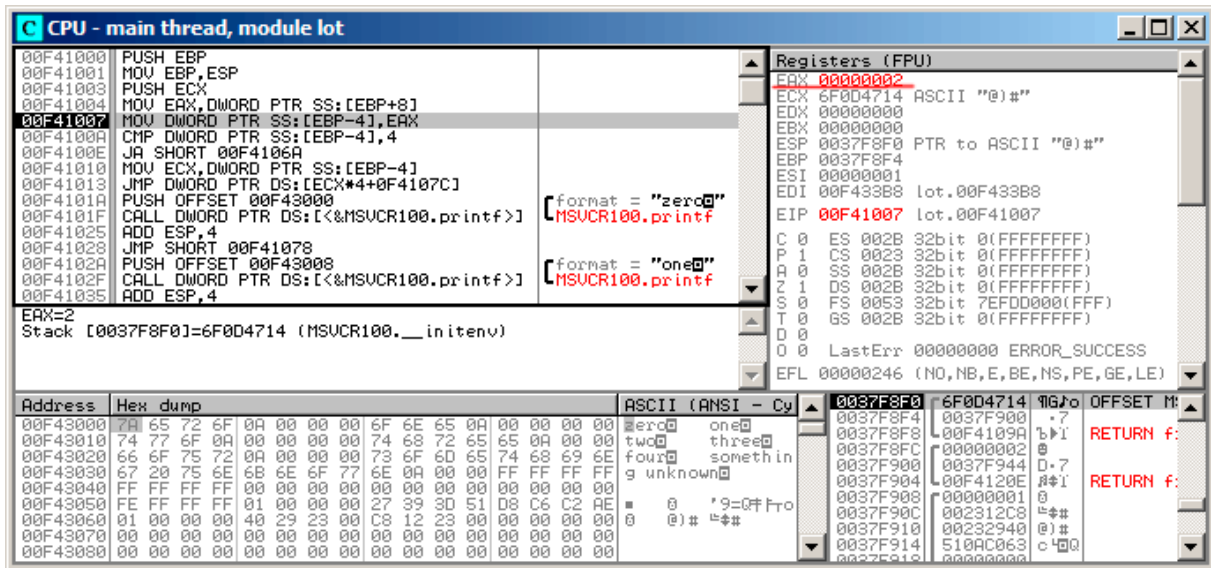 C CPU - main thread, module lot
00F41000 PUSH EBP
00F41001 MOV EBP,ESP
00F41003 PUSH ECX
00F41004 MOV EAX,DWORD PTR SS:[EBP+8]
00F41007 MOV DWORD PTR SS:[EBP-4],EAX
00F4100A CMP DWORD PTR SS:[EBP-4],4
00F4100E JA SHORT 00F4106A
00F41010 MOV ECX,DWORD PTR SS:[EBP-4]
00F41013 JMP DWORD PTR DS:[ECX*4+0F4107C]
00F4101A PUSH OFFSET 00F43000 format = "zero"
00F4101F CALL DWORD PTR DS:[<&MSVCR100.printf>] MSVCR100.printf
00F41025 ADD ESP,4
00F41028 JMP SHORT 00F41078
00F4102A PUSH OFFSET 00F43008 format = "one"
00F4102F CALL DWORD PTR DS:[<&MSVCR100.printf>] MSVCR100.printf
00F41035 ADD ESP,4
EAX=2
Stack [0037F8F0]=6F0D4714 (MSVCR100.__initenv)
Registers (FPU)
EAX 00000002
ECX 6F0D4714 ASCII "@)#"
EDX 00000000
EBX 00000000
ESP 0037F8F0 PTR to ASCII "@)#"
EBP 0037F8F4
ESI 00000001
EDI 00F433B8 lot.00F433B8
EIP 00F41007 lot.00F41007
C 0 ES 002B 32bit 0(FFFFFFFF)
P 1 CS 0023 32bit 0(FFFFFFFF)
A 0 SS 002B 32bit 0(FFFFFFFF)
Z 1 DS 002B 32bit 0(FFFFFFFF)
S 0 FS 0053 32bit 7EFDD000(FFF)
T 0 GS 002B 32bit 0(FFFFFFFF)
D 0
O 0 LastErr 00000000 ERROR_SUCCESS
EFL 00000246 (NO,NB,E,BE,NS,PE,GE,LE)
Address Hex dump ASCII (ANSI - Cy
00F43000 7A 65 72 6F 0A 00 00 00 6F 6E 65 0A 00 00 00 00 zero one
00F43010 74 77 6F 0A 00 00 00 00 74 68 72 65 65 0A 00 00 two three
00F43020 66 6F 75 72 0A 00 00 00 73 6F 6D 65 74 68 69 6E four somethin
00F43030 67 20 75 6E 6B 6E 6F 77 6E 0A 00 00 FF FF FF FF g unknown
00F43040 FF FF FF FF 00 00 00 00 00 00 00 00 00 00 00 00
00F43050 FE FF FF FF 01 00 00 00 27 39 3D 51 D8 C6 C2 AE '9=Q
00F43060 01 00 00 00 40 29 23 00 C8 12 23 00 00 00 00 00 @)#
00F43070 00 00 00 00 00 00 00 00 00 00 00 00 00 00 00 00
00F43080 00 00 00 00 00 00 00 00 00 00 00 00 00 00 00 00
0037F8F0 6F0D4714 OFFSET
0037F8F4 0037F900
0037F8F8 00F4109A RETURN
0037F8FC 00000002
0037F900 0037F944
0037F904 00F4120E RETURN
0037F908 00000001
0037F90C 002312C8
0037F910 00232940 @)#
0037F914 510AC063